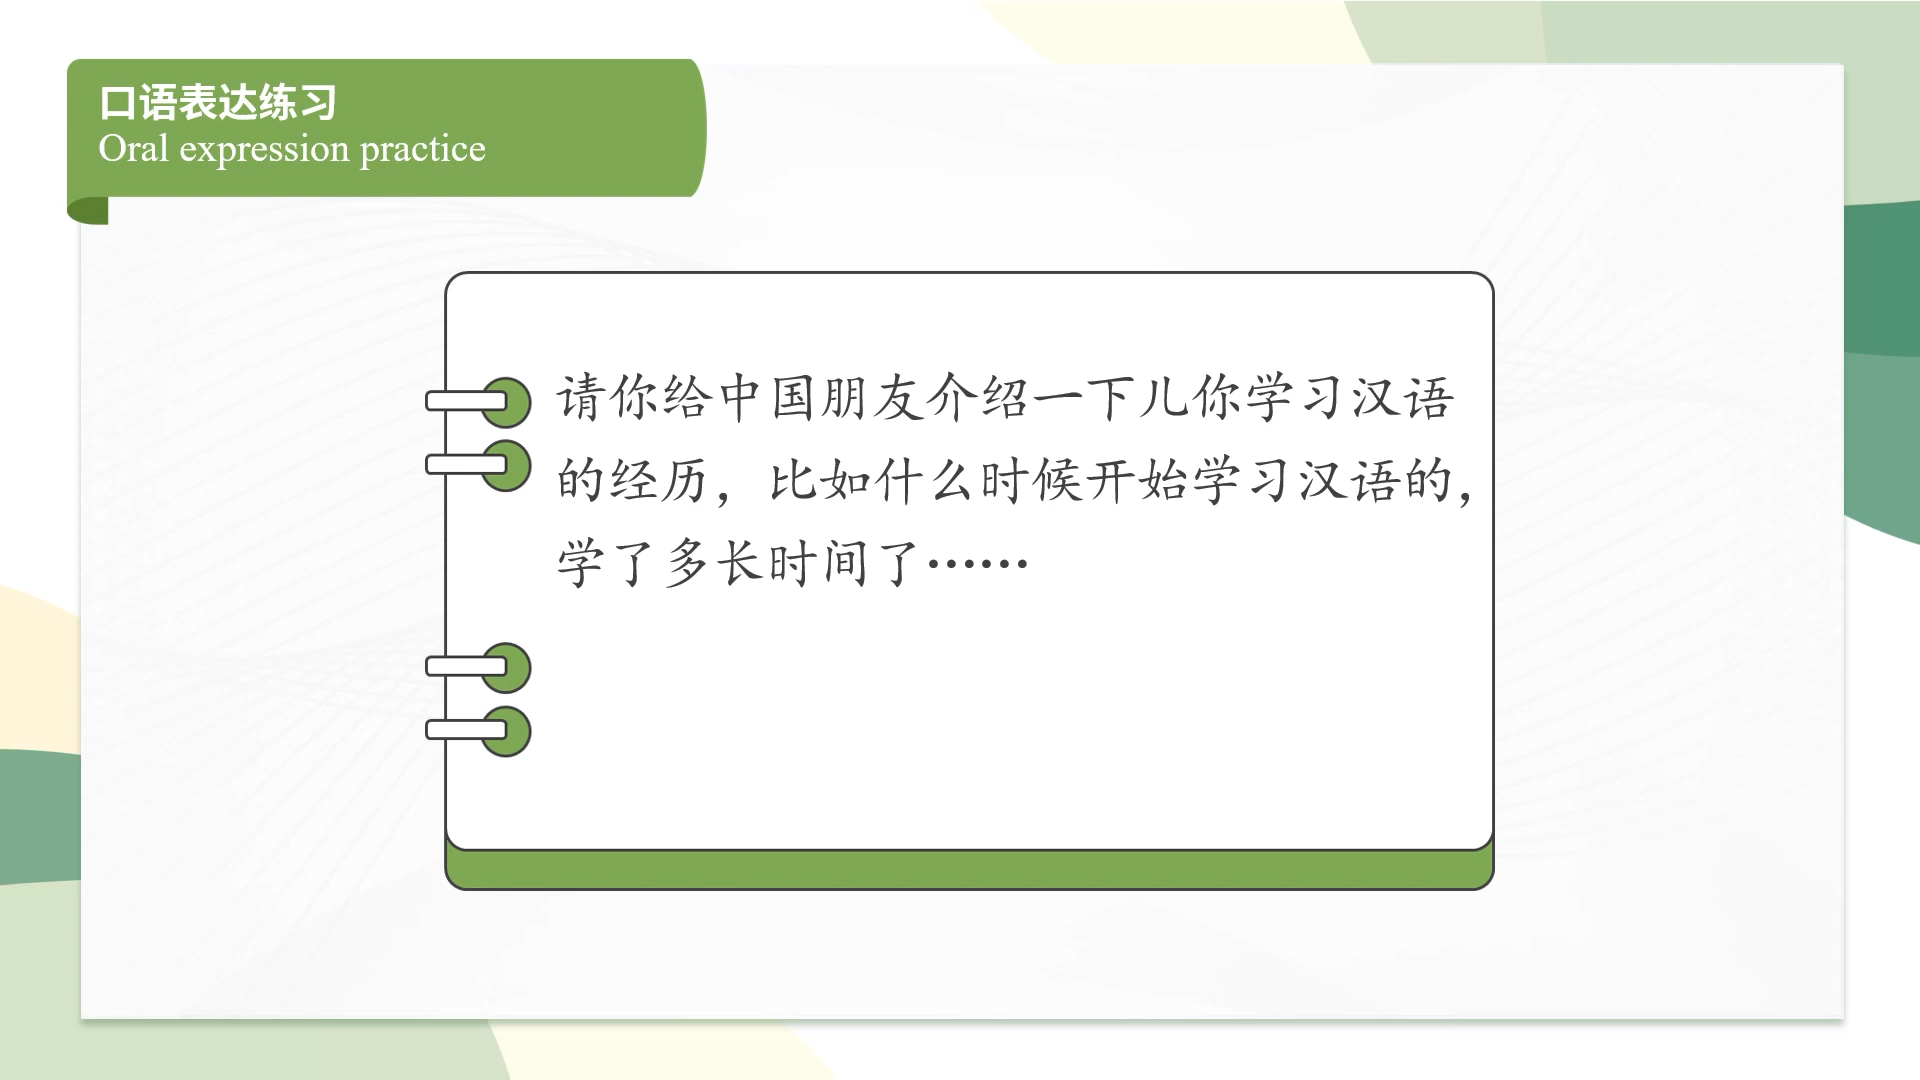 口语表达练习
Oral expression practice
请你给中国朋友介绍一下儿你学习汉语
的经历，比如什么时候开始学习汉语的，
学了多长时间了……